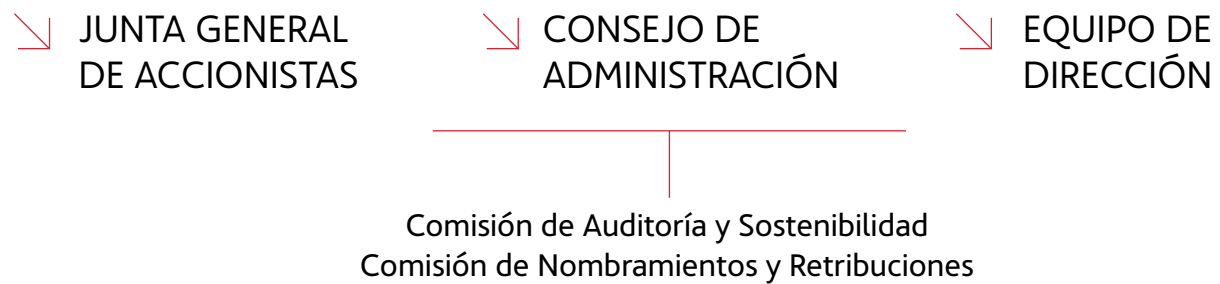 JUNTA GENERAL
DE ACCIONISTAS
CONSEJO DE
ADMINISTRACIÓN
EQUIPO DE
DIRECCIÓN
Comisión de Auditoría y Sostenibilidad
Comisión de Nombramientos y Retribuciones